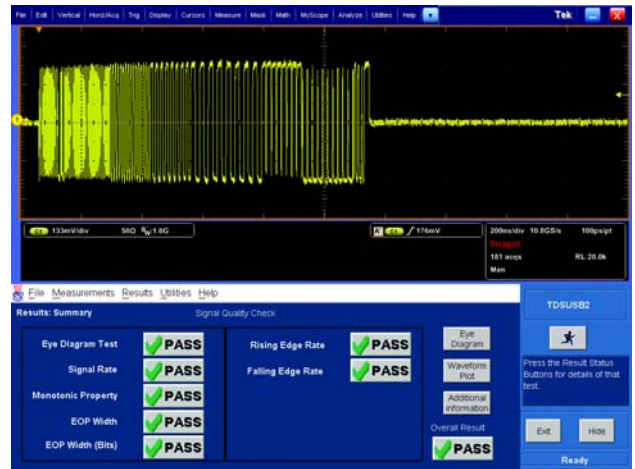 File Edit Vertical Horiz/Acq Trig Display Cursors Measure Mask Math MyScope Analyze Utilities Help Tek
1
C4 133mV/div 50Ω BW:1.0G
A' C4 / 176mV
200ns/div 10.0GS/s 100ps/pt
Stopped
181 acqs RL:20.0k
Man
File Measurements Results Utilities Help
Results: Summary Signal Quality Check
Eye Diagram Test PASS
Signal Rate PASS
Monotonic Property PASS
EOP Width PASS
EOP Width (Bits) PASS
Rising Edge Rate PASS
Falling Edge Rate PASS
Eye Diagram
Waveform Plot
Additional Information
Overall Result
PASS
TDSUSB2
Press the Result Status
Buttons for details of that
test.
Exit Hide
Ready